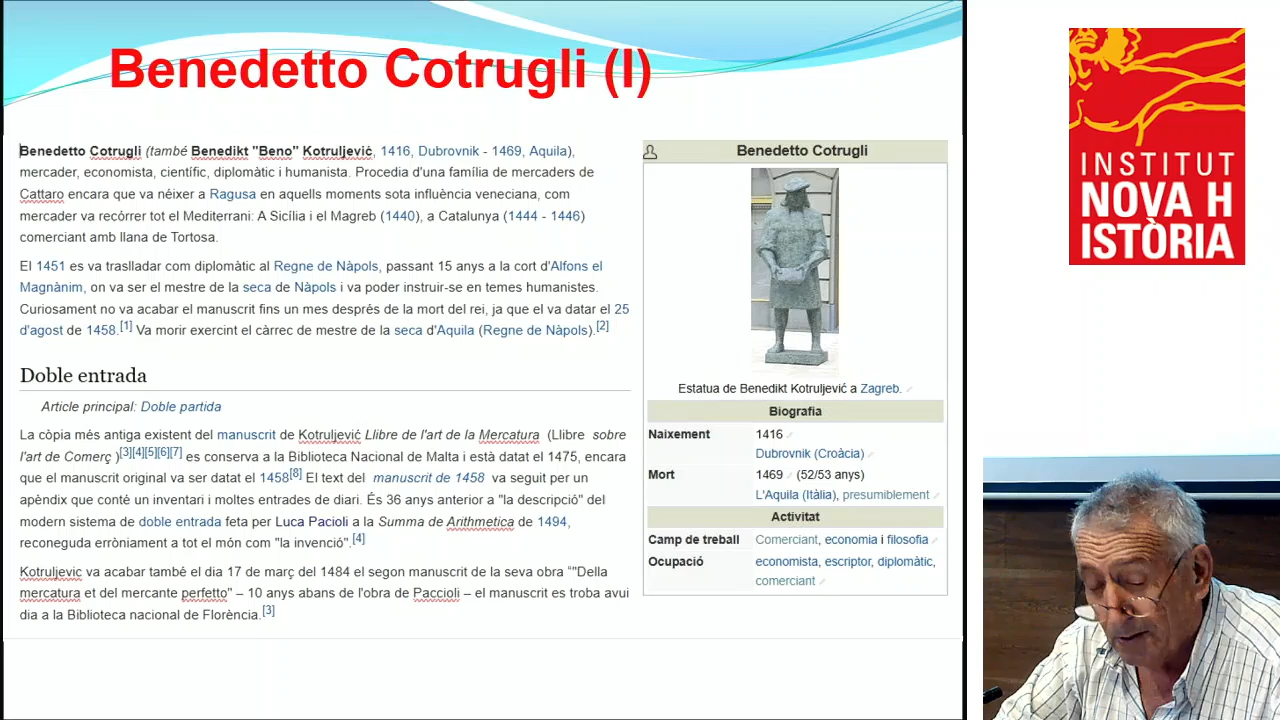 Benedetto Cotrugli (I)
Benedetto Cotrugli (també Benedikt "Beno" Kotruljević, 1416, Dubrovnik - 1469, Aquila),
mercader, economista, científic, diplomàtic i humanista. Procedia d'una família de mercaders de
Cattaro encara que va néixer a Ragusa en aquells moments sota influència veneciana, com
mercader va recórrer tot el Mediterrani: A Sicília i el Magreb (1440), a Catalunya (1444 - 1446)
comerciant amb llana de Tortosa.
El 1451 es va traslladar com diplomàtic al Regne de Nàpols, passant 15 anys a la cort d'Alfons el
Magnànim, on va ser el mestre de la seca de Nàpols i va poder instruir-se en temes humanistes.
Curiosament no va acabar el manuscrit fins un mes després de la mort del rei, ja que el va datar el 25
d'agost de 1458.[1] Va morir exercint el càrrec de mestre de la seca d'Aquila (Regne de Nàpols).[2]
Doble entrada
Article principal: Doble partida
La còpia més antiga existent del manuscrit de Kotruljević Llibre de l'art de la Mercatura (Llibre sobre
l'art de Comerç )[3][4][5][6][7] es conserva a la Biblioteca Nacional de Malta i està datat el 1475, encara
que el manuscrit original va ser datat el 1458[8] El text del manuscrit de 1458 va seguit per un
apèndix que conté un inventari i moltes entrades de diari. És 36 anys anterior a "la descripció" del
modern sistema de doble entrada feta per Luca Pacioli a la Summa de Arithmetica de 1494,
reconeguda erròniament a tot el món com "la invenció".[4]
Kotruljevic va acabar també el dia 17 de març del 1484 el segon manuscrit de la seva obra “"Della
mercatura et del mercante perfetto" – 10 anys abans de l'obra de Paccioli – el manuscrit es troba avui
dia a la Biblioteca nacional de Florència.[3]
Benedetto Cotrugli
Estatua de Benedikt Kotruljević a Zagreb.
Biografia
Naixement 1416
Dubrovnik (Croàcia)
Mort 1469 (52/53 anys)
L'Aquila (Itàlia), presumiblement
Activitat
Camp de treball Comerciant, economia i filosofia
Ocupació economista, escriptor, diplomàtic,
comerciant
INSTITUT
NOVA H
ISTÒRIA